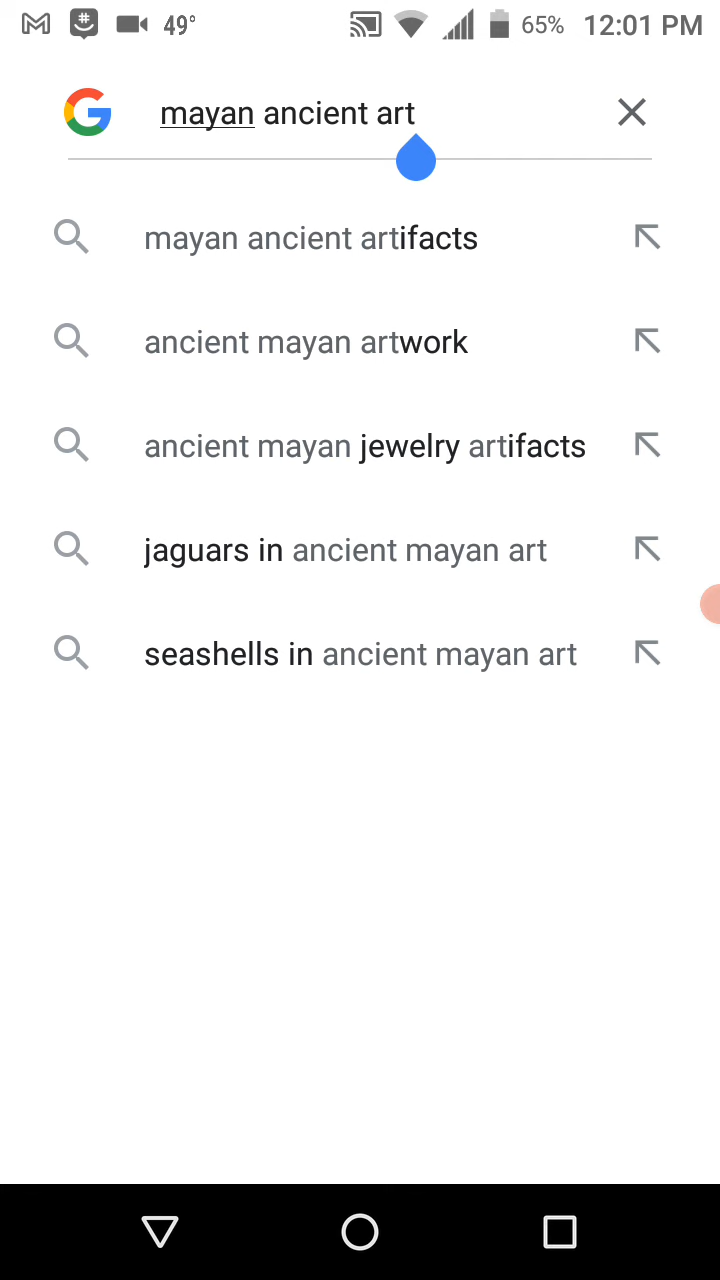 49° 65% 12:01 PM
mayan ancient art
mayan ancient artifacts
ancient mayan artwork
ancient mayan jewelry artifacts
jaguars in ancient mayan art
seashells in ancient mayan art